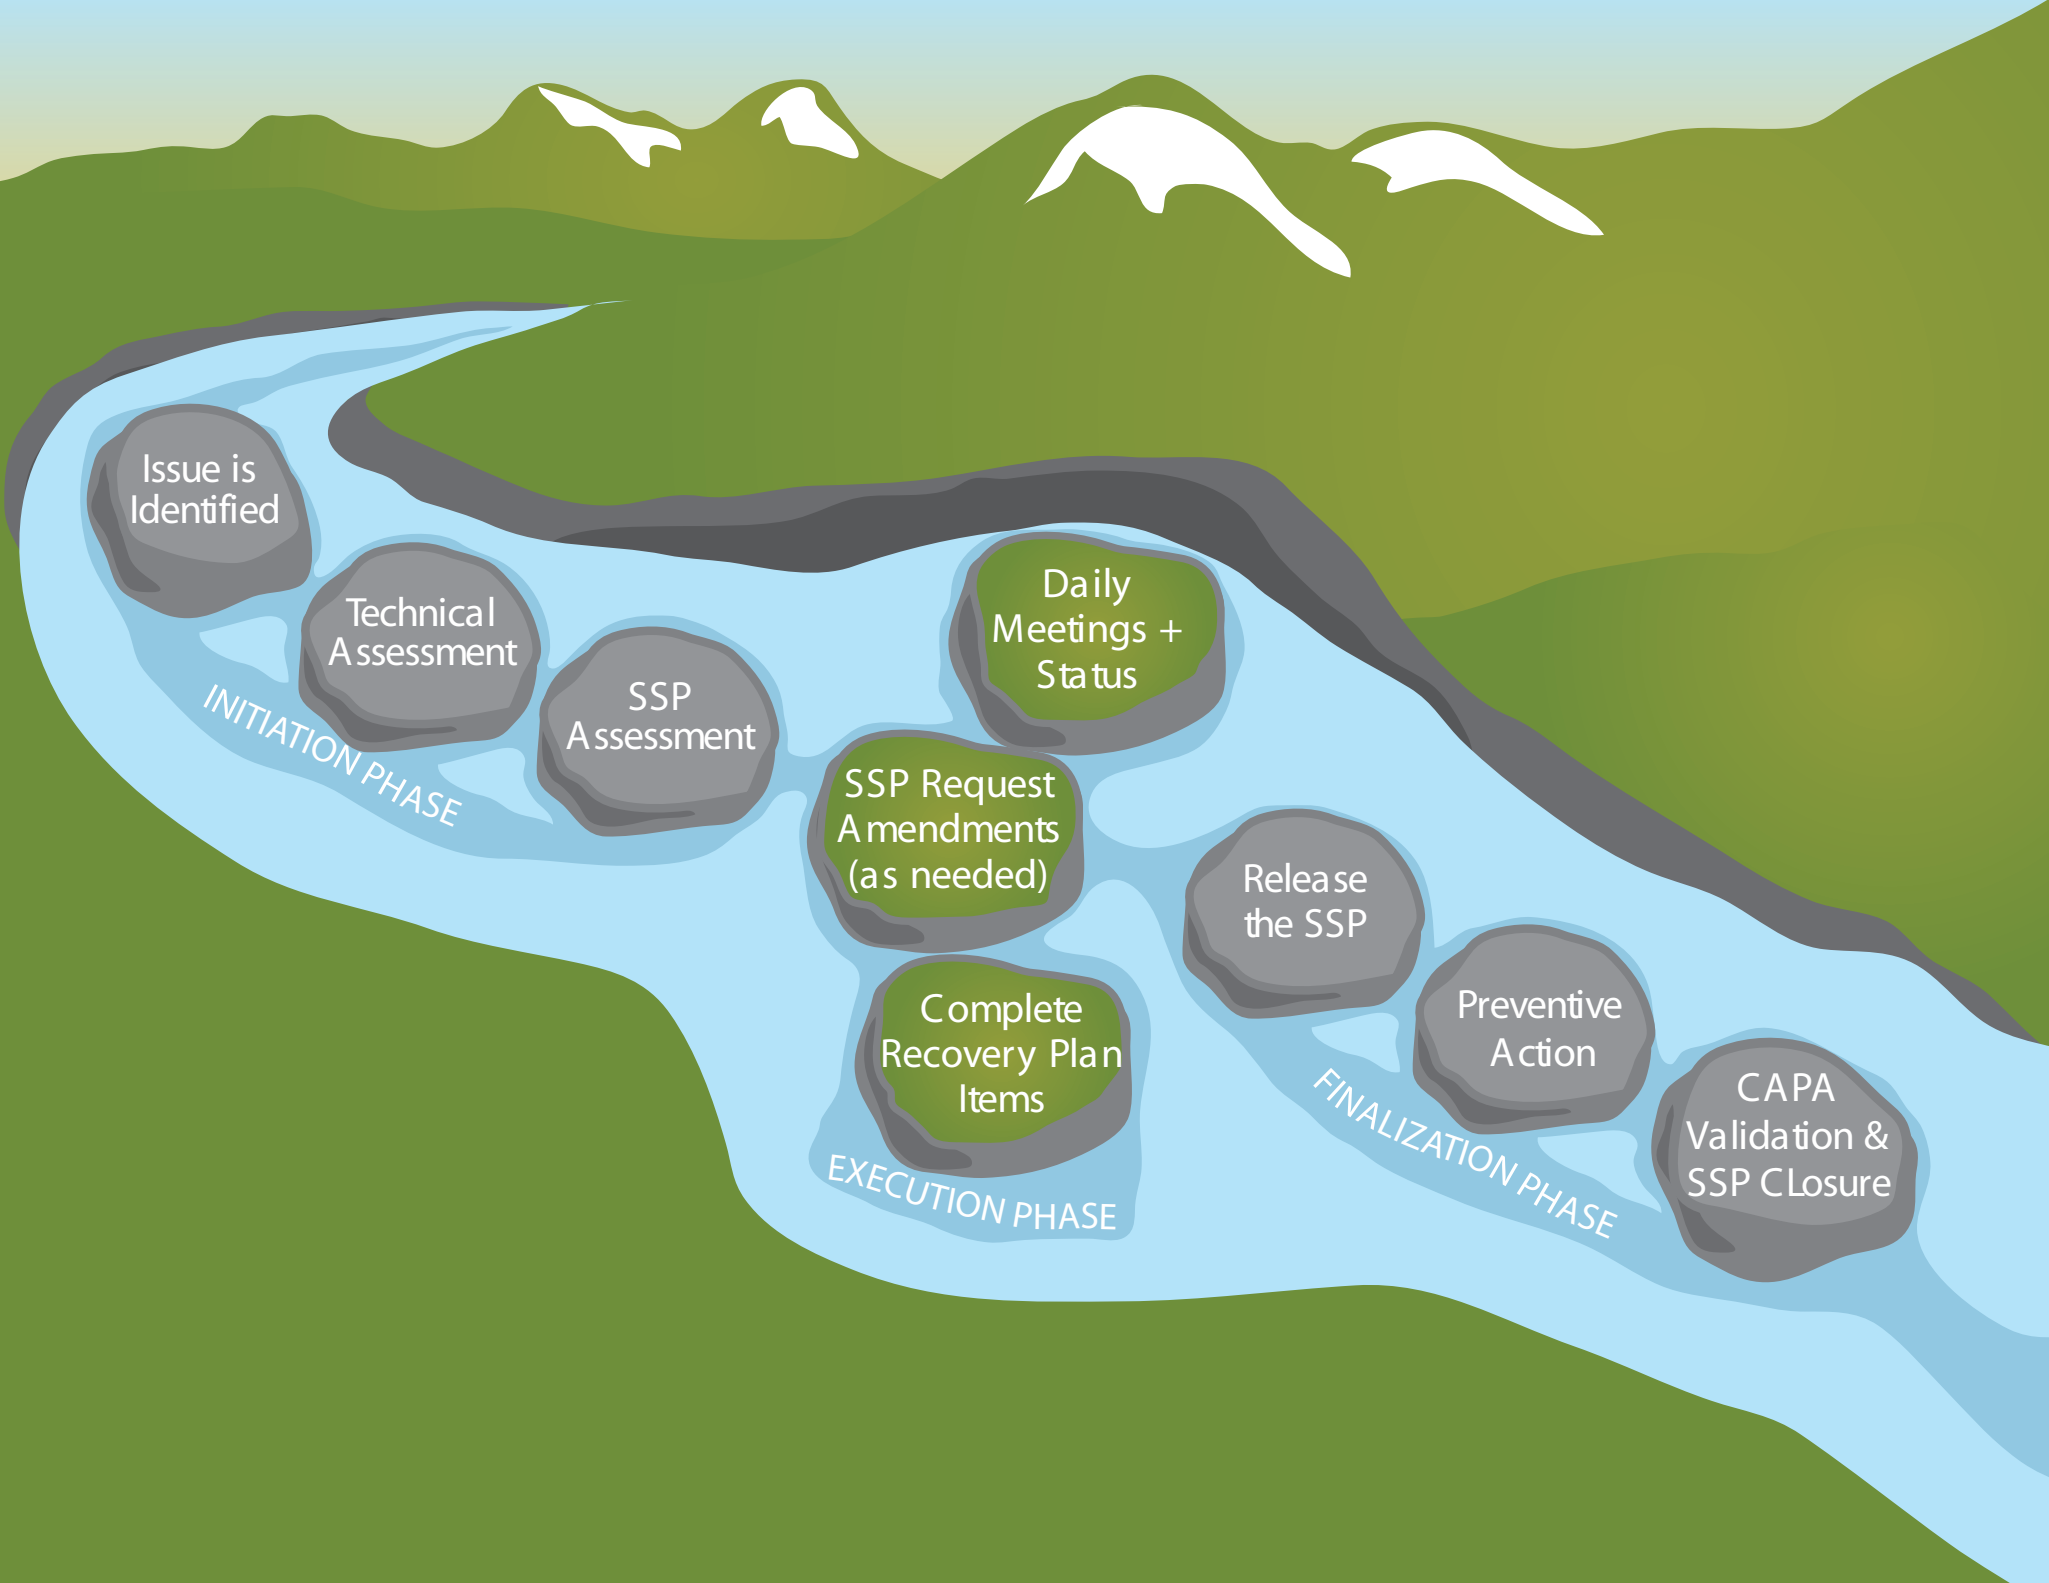 Issue is
Identified
Technical
Assessment
SSP
Assessment
INITIATION PHASE
Daily
Meetings +
Status
SSP Request
Amendments
(as needed)
Complete
Recovery Plan
Items
EXECUTION PHASE
Release
the SSP
Preventive
Action
CAPA
Validation &
SSP CLosure
FINALIZATION PHASE